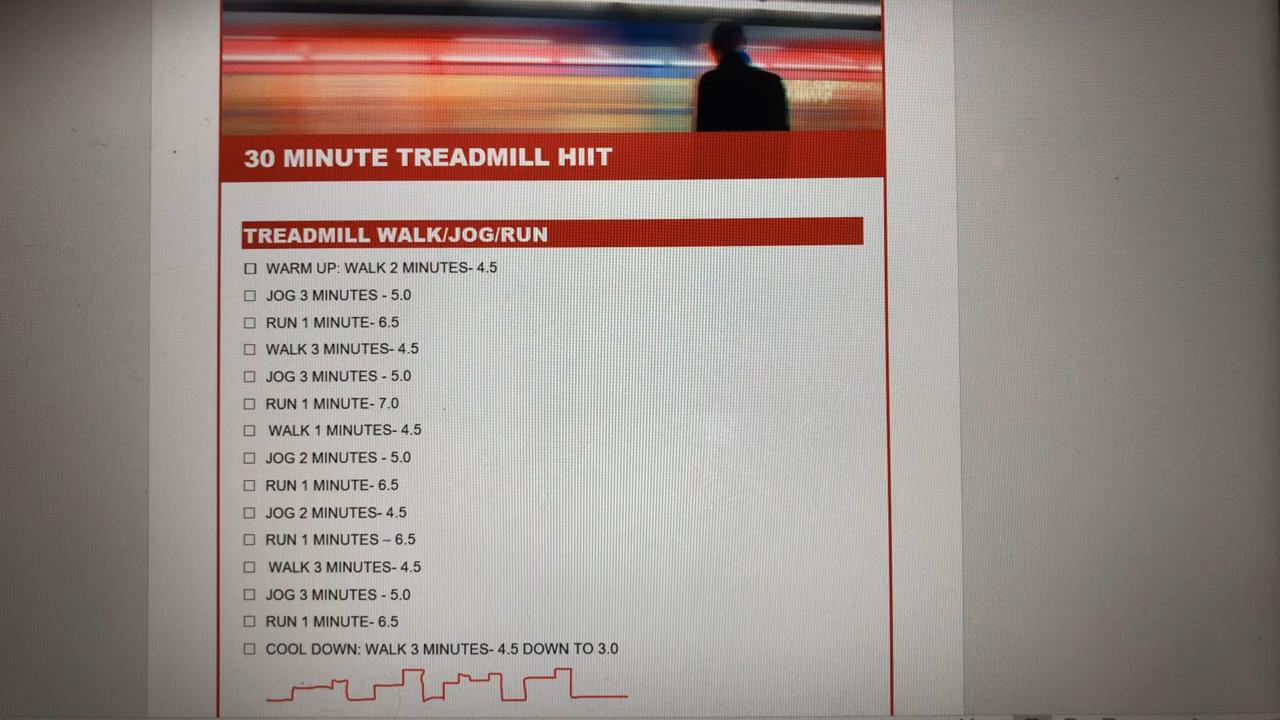 30 MINUTE TREADMILL HIIT
TREADMILL WALK/JOG/RUN
☐ WARM UP: WALK 2 MINUTES- 4.5
☐ JOG 3 MINUTES - 5.0
☐ RUN 1 MINUTE- 6.5
☐ WALK 3 MINUTES- 4.5
☐ JOG 3 MINUTES - 5.0
☐ RUN 1 MINUTE- 7.0
☐ WALK 1 MINUTES- 4.5
☐ JOG 2 MINUTES - 5.0
☐ RUN 1 MINUTE- 6.5
☐ JOG 2 MINUTES- 4.5
☐ RUN 1 MINUTES – 6.5
☐ WALK 3 MINUTES- 4.5
☐ JOG 3 MINUTES - 5.0
☐ RUN 1 MINUTE- 6.5
☐ COOL DOWN: WALK 3 MINUTES- 4.5 DOWN TO 3.0